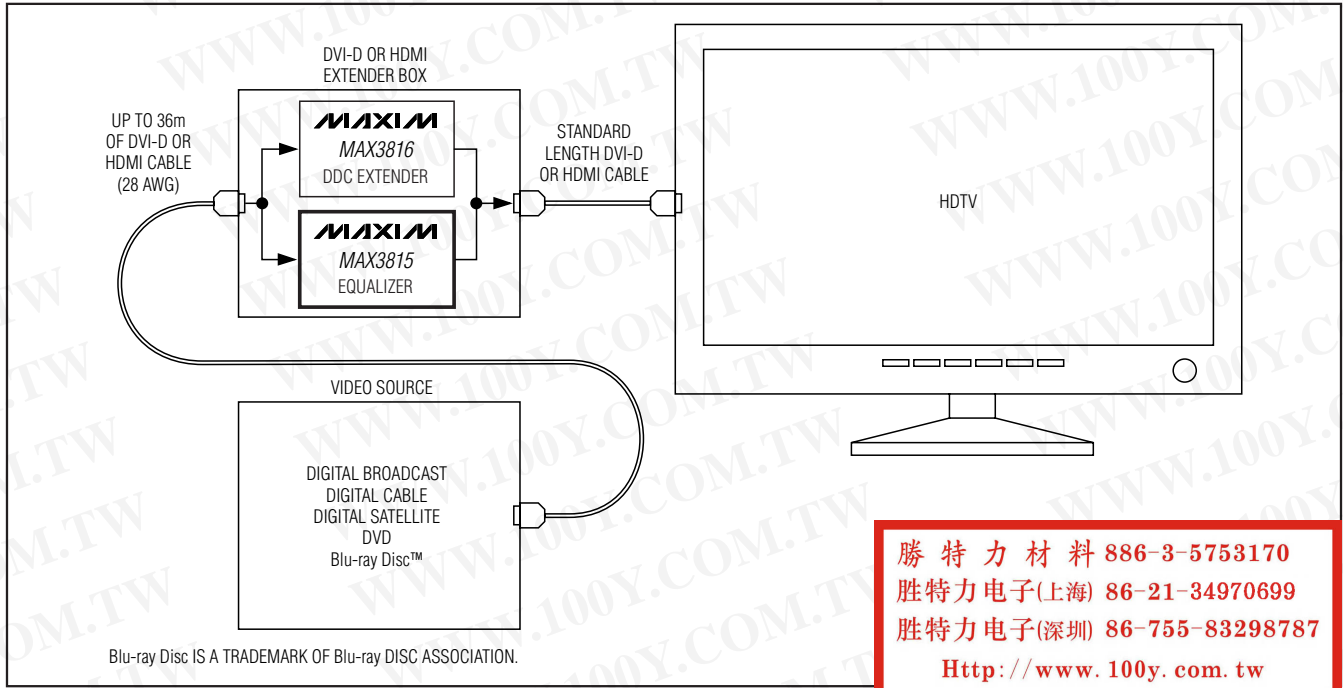 DVI-D OR HDMI
EXTENDER BOX
UP TO 36m
OF DVI-D OR
HDMI CABLE
(28 AWG)
MAXIM
MAX3816
DDC EXTENDER
MAXIM
MAX3815
EQUALIZER
STANDARD
LENGTH DVI-D
OR HDMI CABLE
HDTV
VIDEO SOURCE
DIGITAL BROADCAST
DIGITAL CABLE
DIGITAL SATELLITE
DVD
Blu-ray Disc™
Blu-ray Disc IS A TRADEMARK OF Blu-ray DISC ASSOCIATION.
勝 特 力 材 料 886-3-5753170
胜特力电子(上海) 86-21-34970699
胜特力电子(深圳) 86-755-83298787
Http://www. 100y. com. tw
WWW.100Y.COM.TW